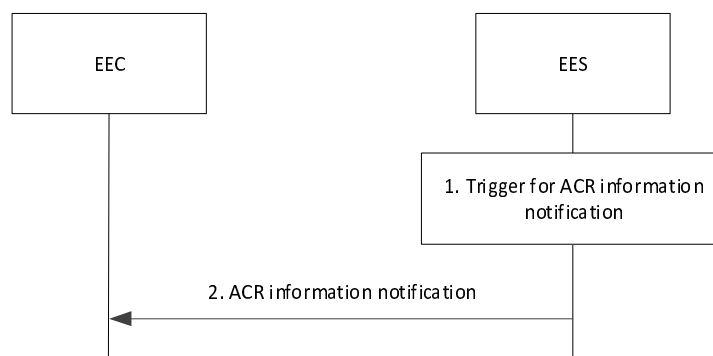 EEC
EES
1. Trigger for ACR information
notification
2. ACR information notification